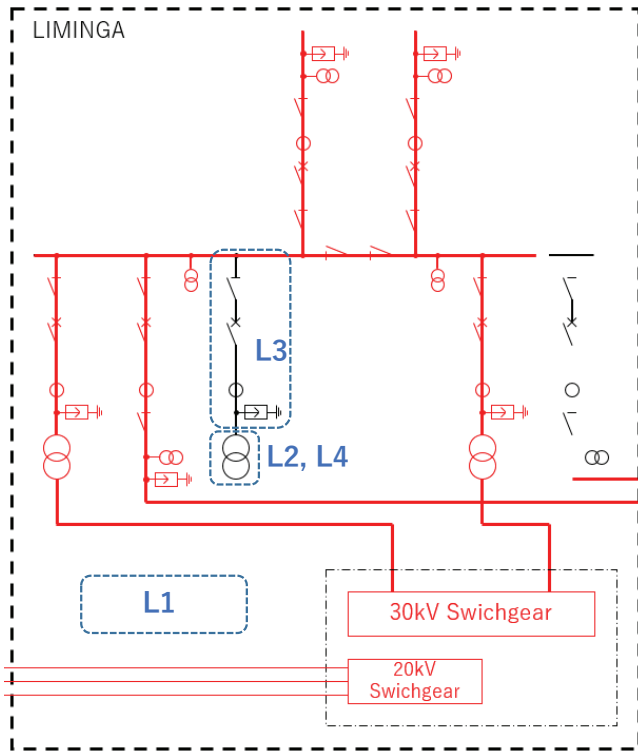 LIMINGA
L3
L2, L4
L1
30kV Swichgear
20kV
Swichgear